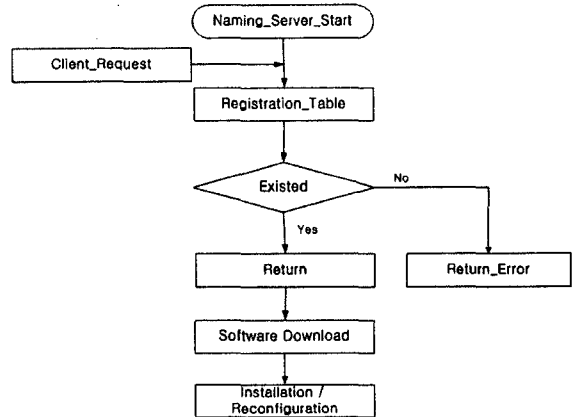 Naming_Server_Start
Client_Request
Registration_Table
Existed
No
Yes
Return
Return_Error
Software Download
Installation /
Reconfiguration